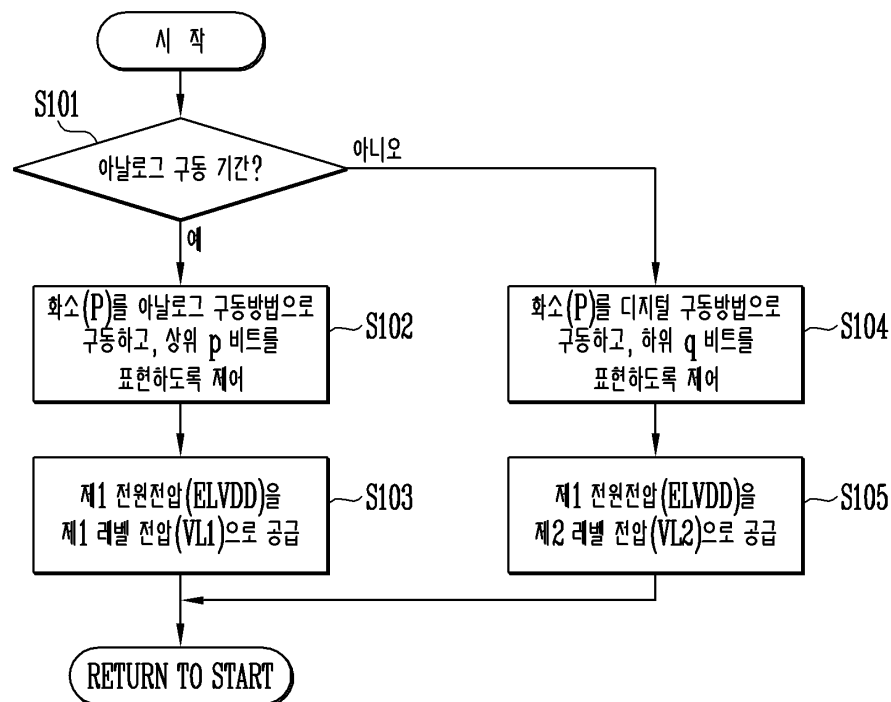 시 작
S101
아날로그 구동 기간?
아니오
예
화소(P)를 아날로그 구동방법으로
구동하고, 상위 p 비트를
표현하도록 제어
S102
화소(P)를 디지털 구동방법으로
구동하고, 하위 q 비트를
표현하도록 제어
S104
제1 전원전압(ELVDD)을
제1 레벨 전압(VL1)으로 공급
S103
제1 전원전압(ELVDD)을
제2 레벨 전압(VL2)으로 공급
S105
RETURN TO START